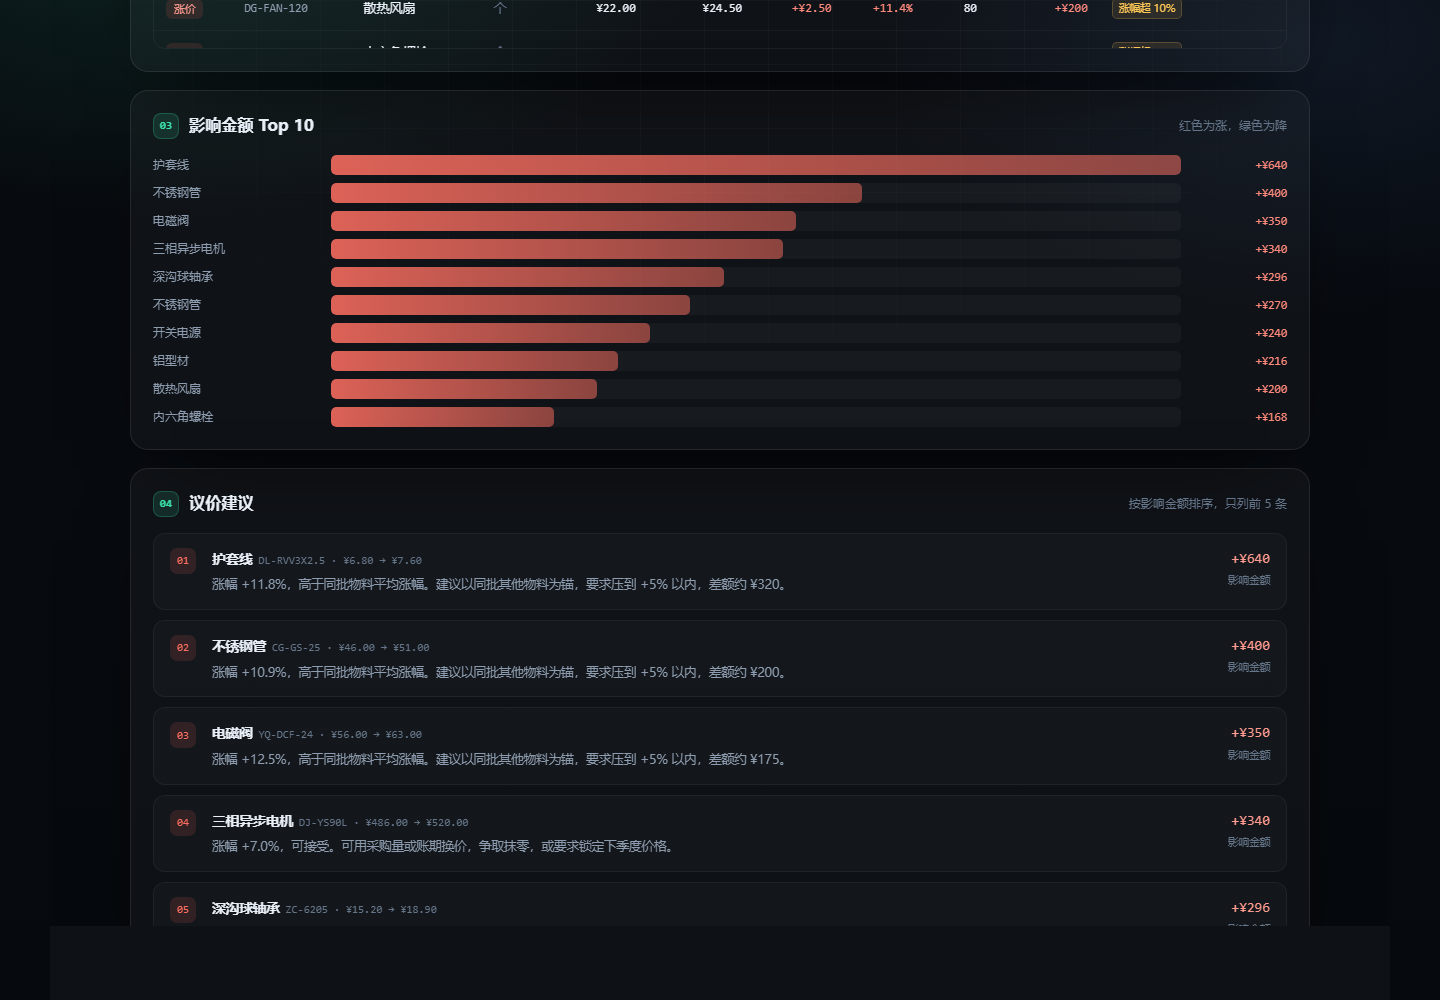 涨价 DG-FAN-120 散热风扇 个 ¥22.00 ¥24.50 +¥2.50 +11.4% 80 +¥200 涨幅超 10%
03 影响金额 Top 10 红色为涨，绿色为降
护套线 +¥640
不锈钢管 +¥400
电磁阀 +¥350
三相异步电机 +¥340
深沟球轴承 +¥296
不锈钢管 +¥270
开关电源 +¥240
铝型材 +¥216
散热风扇 +¥200
内六角螺栓 +¥168
04 议价建议 按影响金额排序，只列前 5 条
01 护套线 DL-RVV3X2.5 · ¥6.80 → ¥7.60 +¥640
涨幅 +11.8%，高于同批物料平均涨幅。建议以同批其他物料为锚，要求压到 +5% 以内，差额约 ¥320。 影响金额
02 不锈钢管 CG-GS-25 · ¥46.00 → ¥51.00 +¥400
涨幅 +10.9%，高于同批物料平均涨幅。建议以同批其他物料为锚，要求压到 +5% 以内，差额约 ¥200。 影响金额
03 电磁阀 YQ-DCF-24 · ¥56.00 → ¥63.00 +¥350
涨幅 +12.5%，高于同批物料平均涨幅。建议以同批其他物料为锚，要求压到 +5% 以内，差额约 ¥175。 影响金额
04 三相异步电机 DJ-YS90L · ¥486.00 → ¥520.00 +¥340
涨幅 +7.0%，可接受。可用采购量或账期换价，争取抹零，或要求锁定下季度价格。 影响金额
05 深沟球轴承 ZC-6205 · ¥15.20 → ¥18.90 +¥296